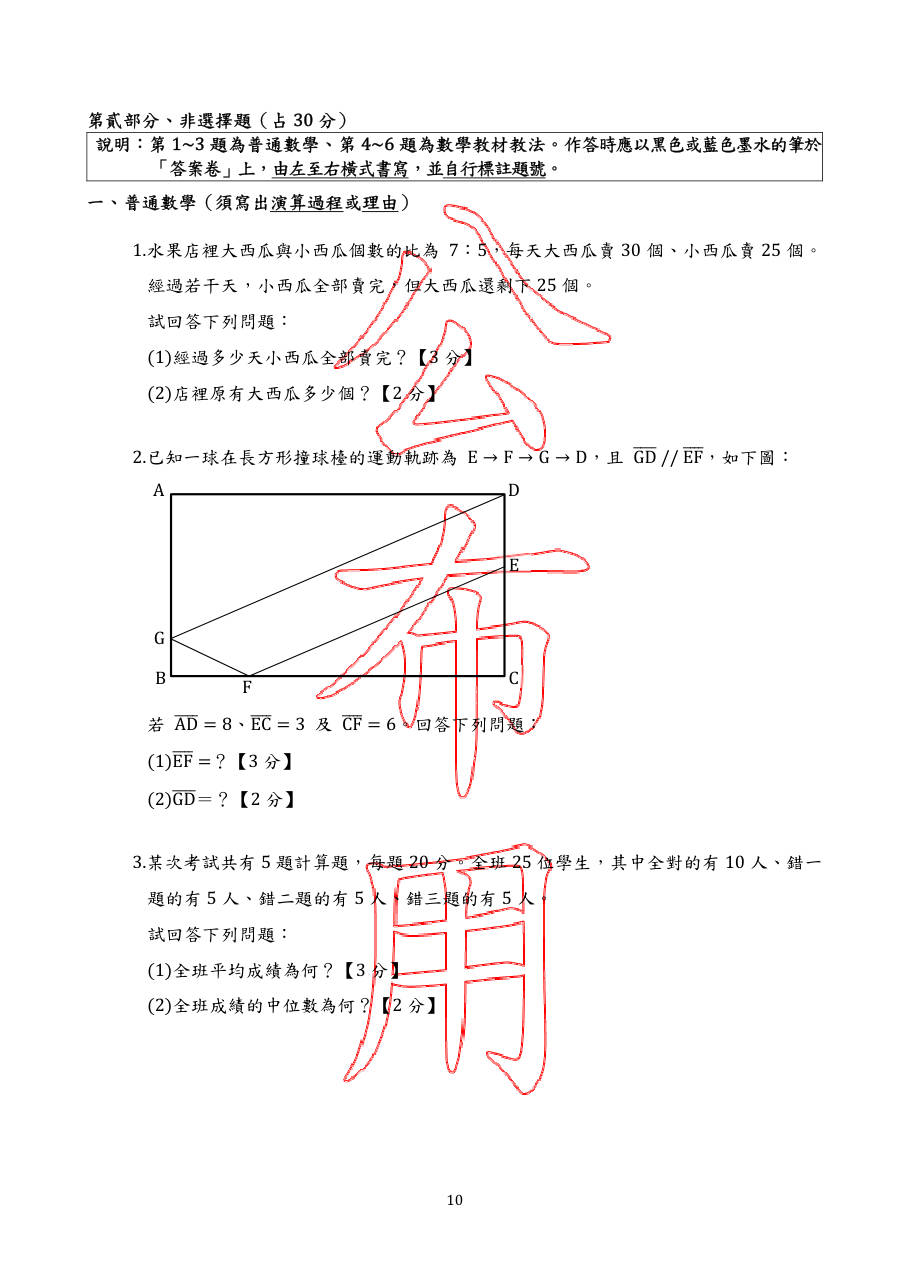 第貳部分、非選擇題（占 30 分）
說明：第 1~3 題為普通數學、第 4~6 題為數學教材教法。作答時應以黑色或藍色墨水的筆於
「答案卷」上，由左至右橫式書寫，並自行標註題號。
一、普通數學（須寫出演算過程或理由）
1.水果店裡大西瓜與小西瓜個數的比為 7：5，每天大西瓜賣 30 個、小西瓜賣 25 個。
經過若干天，小西瓜全部賣完，但大西瓜還剩下 25 個。
試回答下列問題：
(1)經過多少天小西瓜全部賣完？【3 分】
(2)店裡原有大西瓜多少個？【2 分】
2.已知一球在長方形撞球檯的運動軌跡為 E → F → G → D，且 G̅D̅ // E̅F̅，如下圖：
A
D
E
G
B
F
C
若 A̅D̅ = 8、E̅C̅ = 3 及 C̅F̅ = 6。回答下列問題：
(1)E̅F̅ =？【3 分】
(2)G̅D̅＝？【2 分】
3.某次考試共有 5 題計算題，每題 20 分。全班 25 位學生，其中全對的有 10 人、錯一
題的有 5 人、錯二題的有 5 人、錯三題的有 5 人。
試回答下列問題：
(1)全班平均成績為何？【3 分】
(2)全班成績的中位數為何？【2 分】
公布用
10